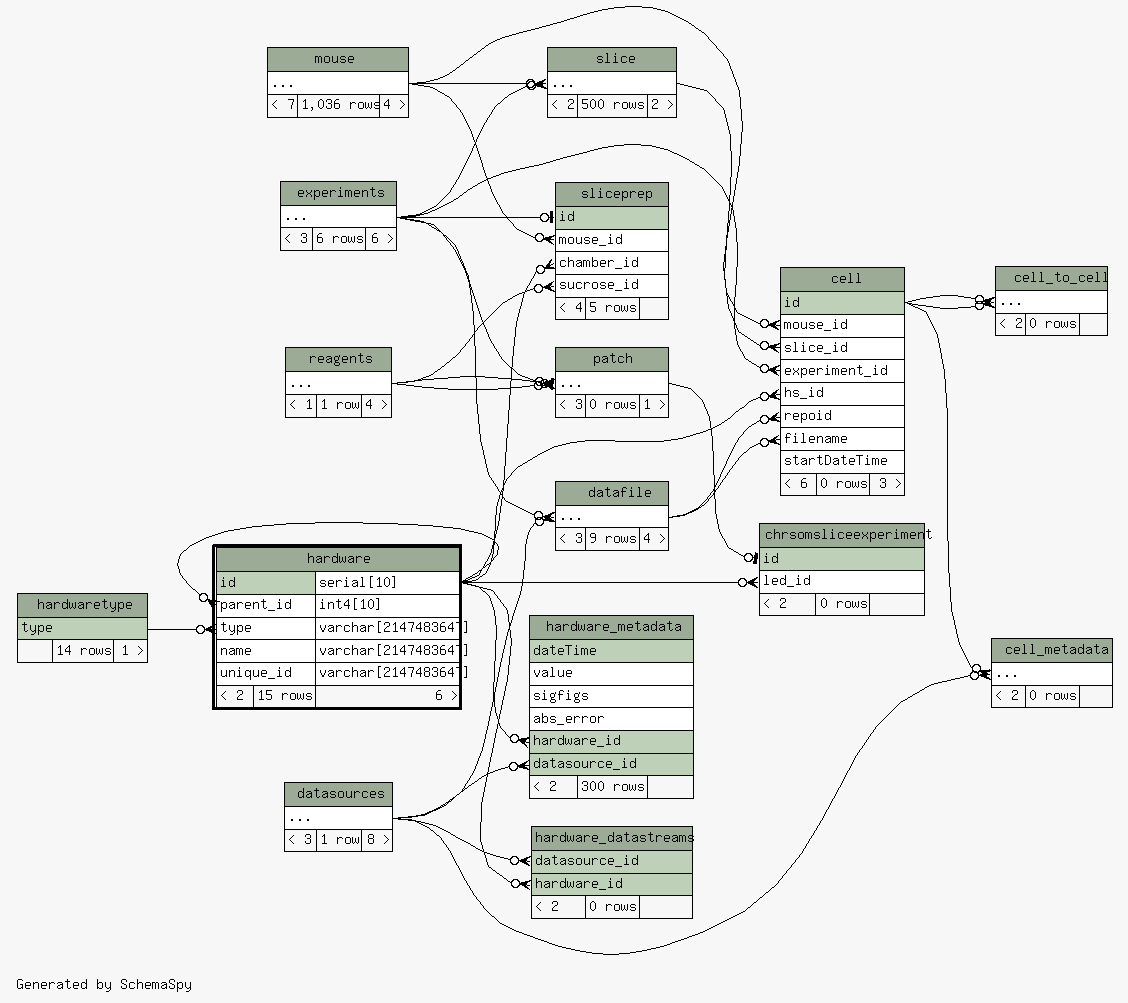 mouse
...
< 7 1,036 rows 4 >
slice
...
< 2 500 rows 2 >
experiments
...
< 3 6 rows 6 >
sliceprep
id
mouse_id
chamber_id
sucrose_id
< 4 5 rows
cell
id
mouse_id
slice_id
experiment_id
hs_id
repoid
filename
startDateTime
< 6 0 rows 3 >
cell_to_cell
...
< 2 0 rows
reagents
...
< 1 1 row 4 >
patch
...
< 3 0 rows 1 >
datafile
...
< 3 9 rows 4 >
chrsomsliceexperiment
id
led_id
< 2 0 rows
hardware
id serial[10]
parent_id int4[10]
type varchar[2147483647]
name varchar[2147483647]
unique_id varchar[2147483647]
< 2 15 rows 6 >
hardwaretype
type
14 rows 1 >
hardware_metadata
dateTime
value
sigfigs
abs_error
hardware_id
datasource_id
< 2 300 rows
cell_metadata
...
< 2 0 rows
datasources
...
< 3 1 row 8 >
hardware_datastreams
datasource_id
hardware_id
< 2 0 rows
Generated by SchemaSpy